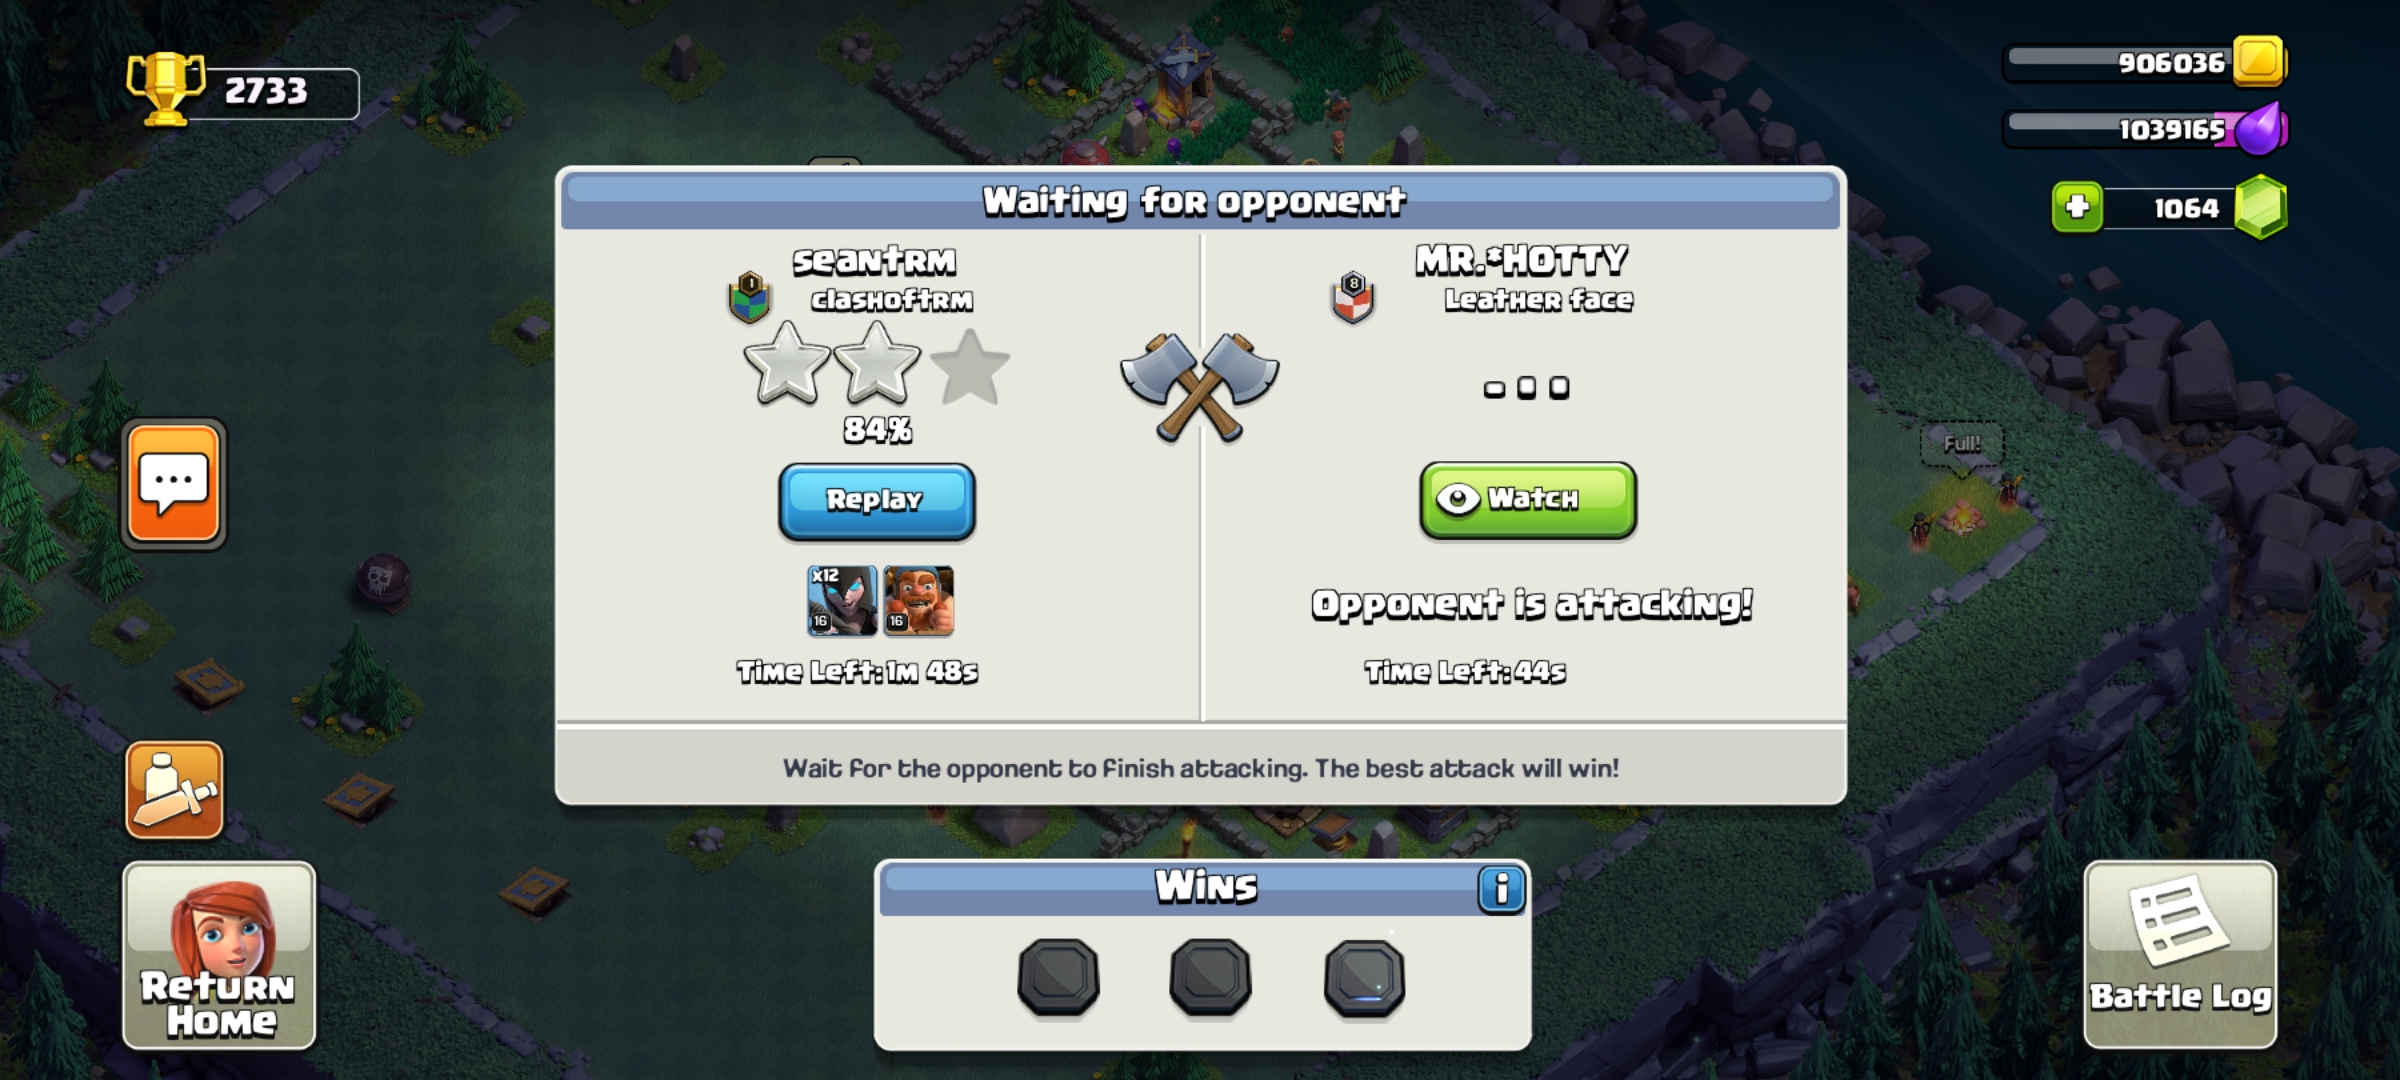 2733
906036
1039165
1064
Waiting for opponent
seantRM
1
clashoftRM
84%
Replay
x12
16
16
Time Left:1m 48s
MR.*HOTTY
8
Leather face
Watch
Opponent is attacking!
Time Left:44s
Wait for the opponent to finish attacking. The best attack will win!
Full!
Wins
i
Return
Home
Battle Log